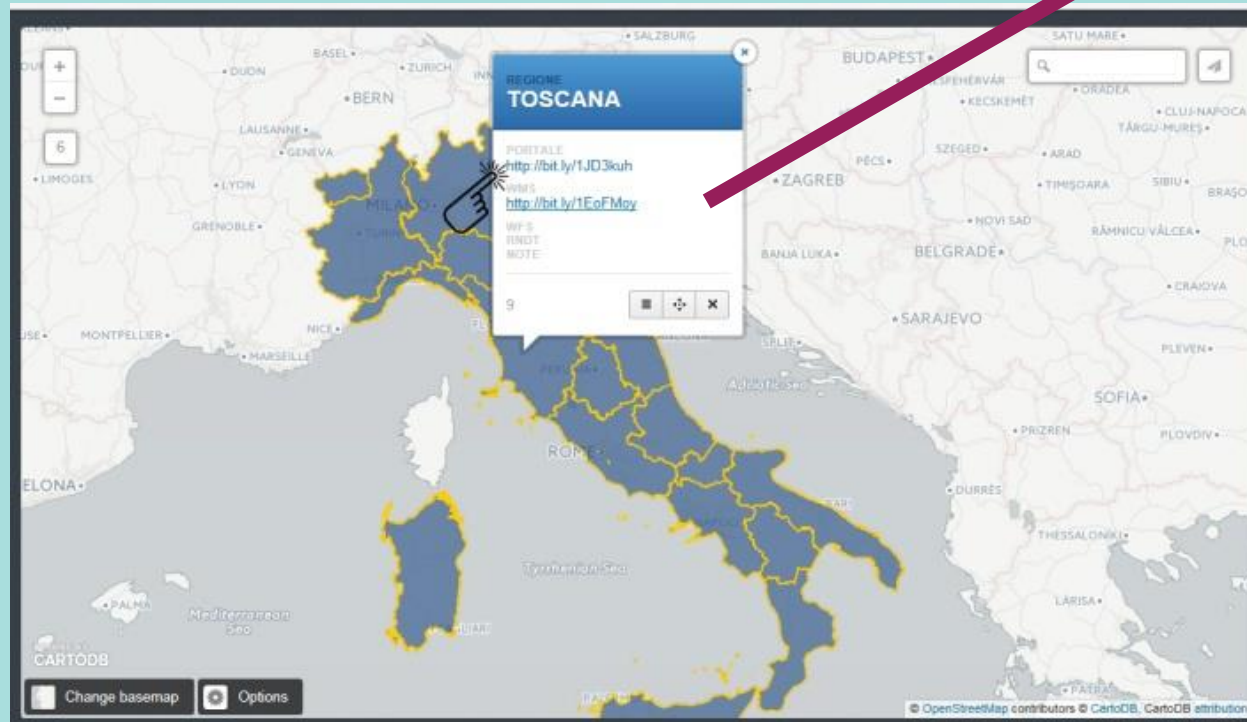 SALZBURG
SATU MARE
BASEL
ZURICH
BUDAPEST
DIJON
+
REGIONE
TOSCANA
ORADEA
BERN
KECSKEMÉT
CLUJ-NAPOCA
−
TÂRGU-MUREȘ
LAUSANNE
6
PORTALE
SZEGED
GENEVA
http://bit.ly/1JD3kuh
PÉCS
ARAD
LIMOGES
LYON
WMS
ZAGREB
TIMIȘOARA
SIBIU
MILANO
http://bit.ly/1EoFMoy
NOVI SAD
GRENOBLE
WFS
RÂMNICU VÂLCEA
RNDT
NOTE
BANJA LUKA
BELGRADE
CRAIOVA
9
SARAJEVO
NICE
MONTPELLIER
SPLIT
PLEVEN
MARSEILLE
Adriatic Sea
SOFIA
PRIZREN
PLOVDIV
ROME
DURRËS
THESSALONIKI
Tyrrhenian Sea
PALMA
Mediterranean
Sea
LARISA
CARTODB
Change basemap
Options
PATRA
© OpenStreetMap contributors © CartoDB, CartoDB attribution